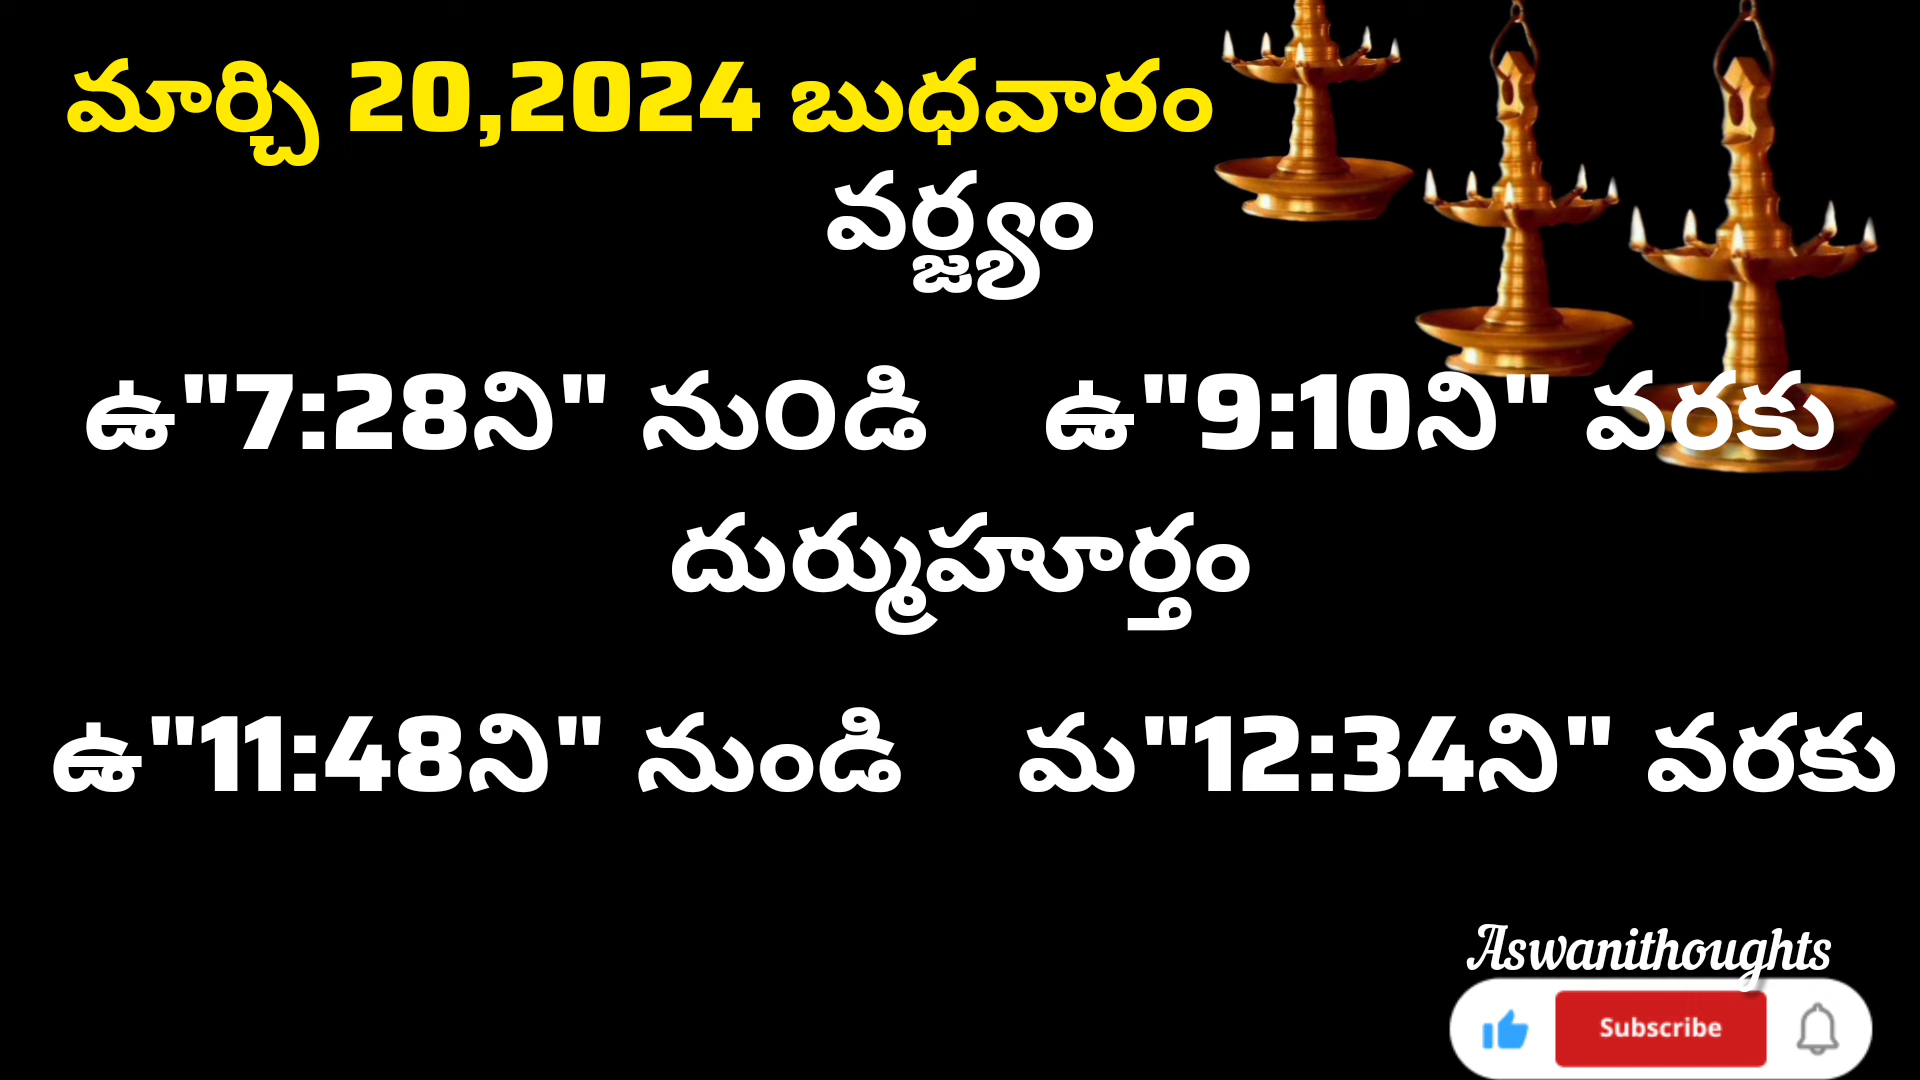 మార్చి 20,2024 బుధవారం
వర్జ్యం
ఉ"7:28ని" నుండి ఉ"9:10ని" వరకు
దుర్ముహూర్తం
ఉ"11:48ని" నుండి మ"12:34ని" వరకు
Aswanithoughts
Subscribe